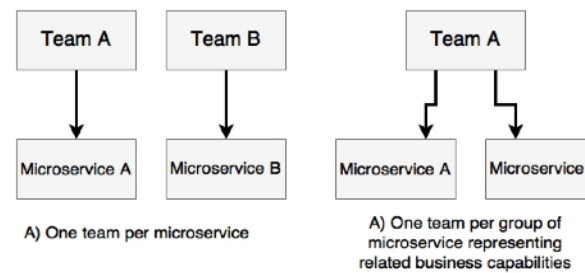 Team A
Team B
Team A
Microservice A
Microservice B
Microservice A
Microservice
A) One team per microservice
A) One team per group of
microservice representing
related business capabilities